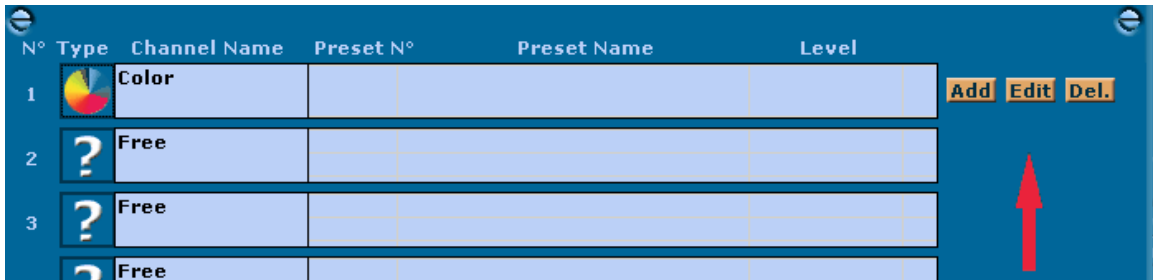 N° Type Channel Name Preset N° Preset Name Level
1 Color Add Edit Del.
2 ? Free
3 ? Free
? Free